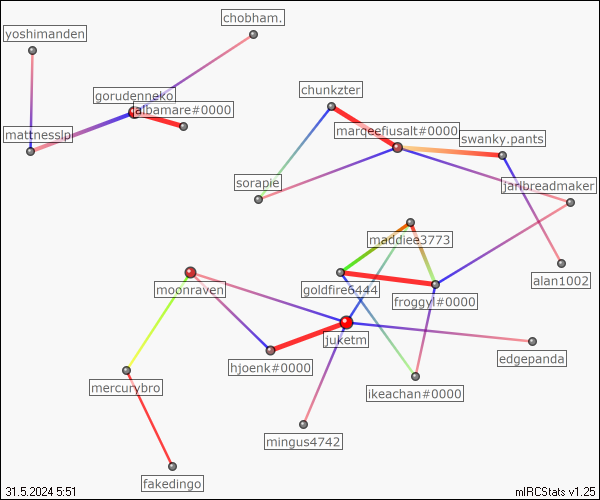 chobham.
yoshimanden
chunkzter
gorudenneko
albamare#0000
mattnesslp
marqeefiusalt#0000
swanky.pants
sorapie
jarlbreadmaker
maddiee3773
alan1002
moonraven
goldfire5444
froggyl#0000
juketm
edgepanda
hjoenk#0000
mercurybro
ikeachan#0000
mingus4742
fakedingo
31.5.2024 5:51
mIRCStats v1.25